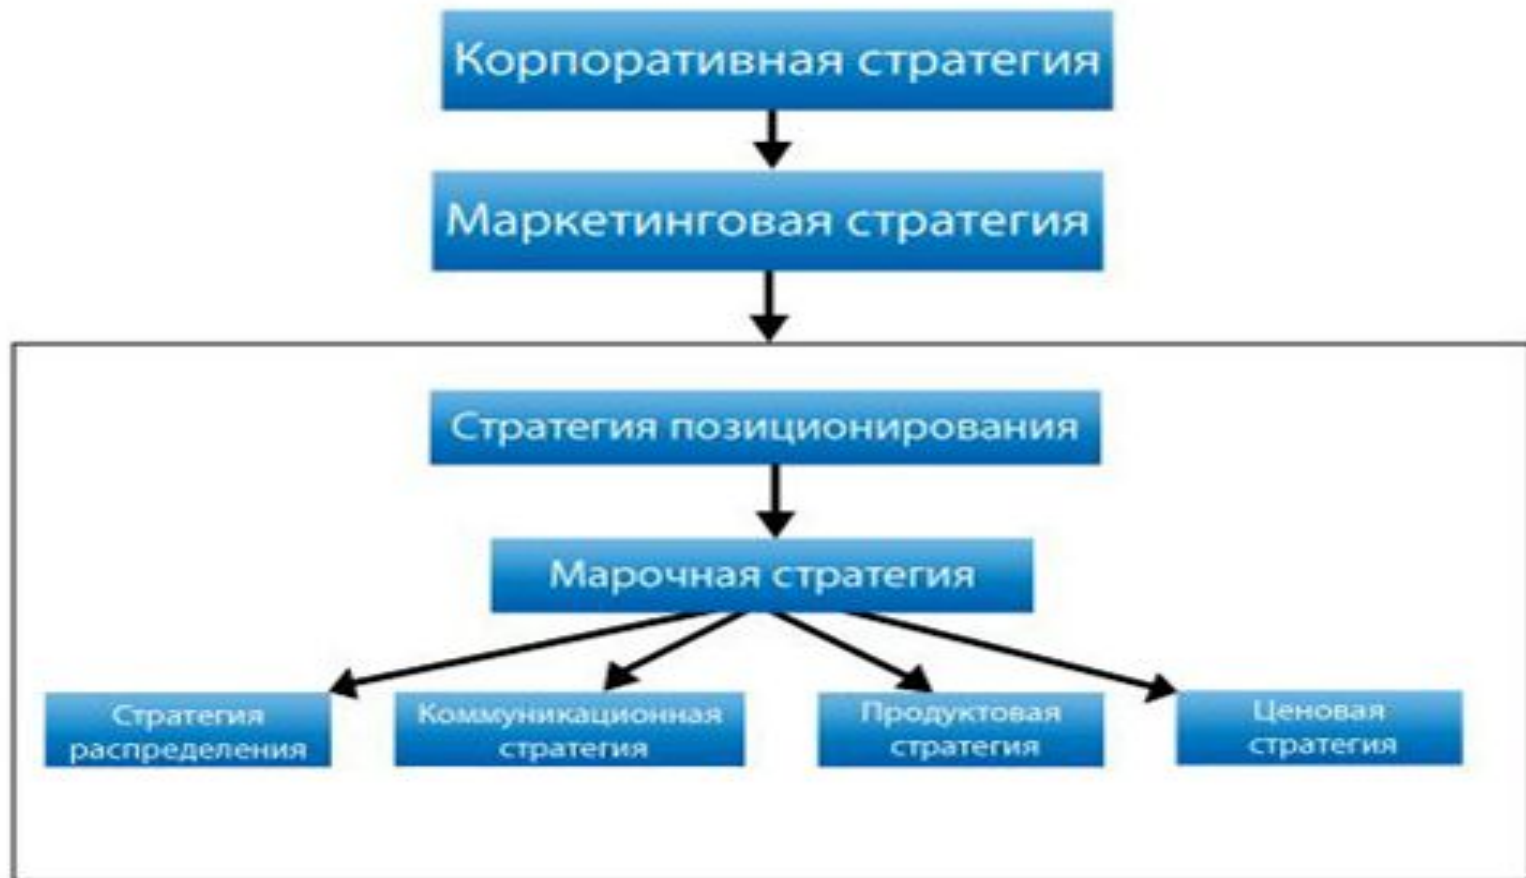 Корпоративная стратегия
Маркетинговая стратегия
Стратегия позиционирования
Марочная стратегия
Стратегия
распределения
Коммуникационная
стратегия
Продуктовая
стратегия
Ценовая
стратегия